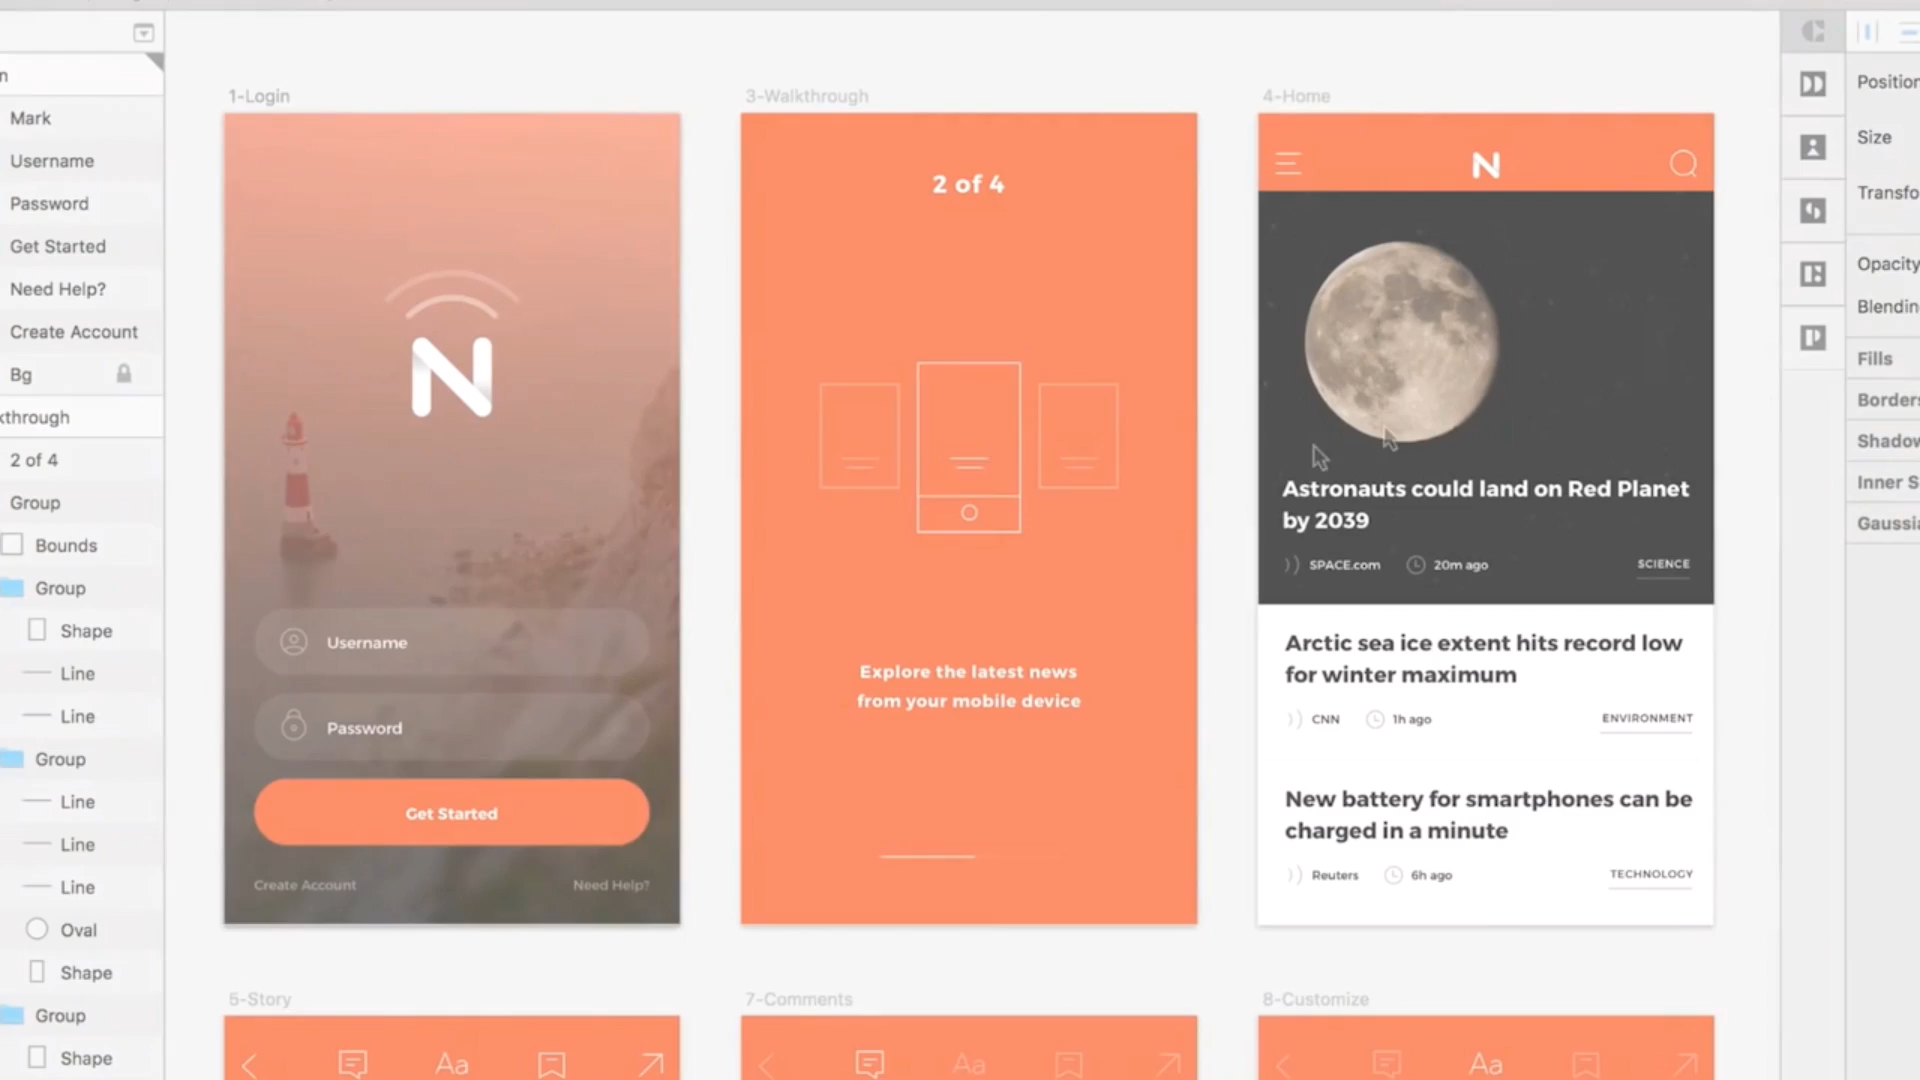 n
Mark
Username
Password
Get Started
Need Help?
Create Account
Bg
kthrough
2 of 4
Group
Bounds
Group
Shape
Line
Line
Group
Line
Line
Line
Oval
Shape
Group
Shape
1-Login
N
Username
Password
Get Started
Create Account
Need Help?
3-Walkthrough
2 of 4
Explore the latest news
from your mobile device
4-Home
N
Astronauts could land on Red Planet
by 2039
SPACE.com 20m ago SCIENCE
Arctic sea ice extent hits record low
for winter maximum
CNN 1h ago ENVIRONMENT
New battery for smartphones can be
charged in a minute
Reuters 6h ago TECHNOLOGY
5-Story
Aa
7-Comments
Aa
8-Customize
Aa
Position
Size
Transfo
Opacity
Blendin
Fills
Borders
Shadow
Inner S
Gaussia